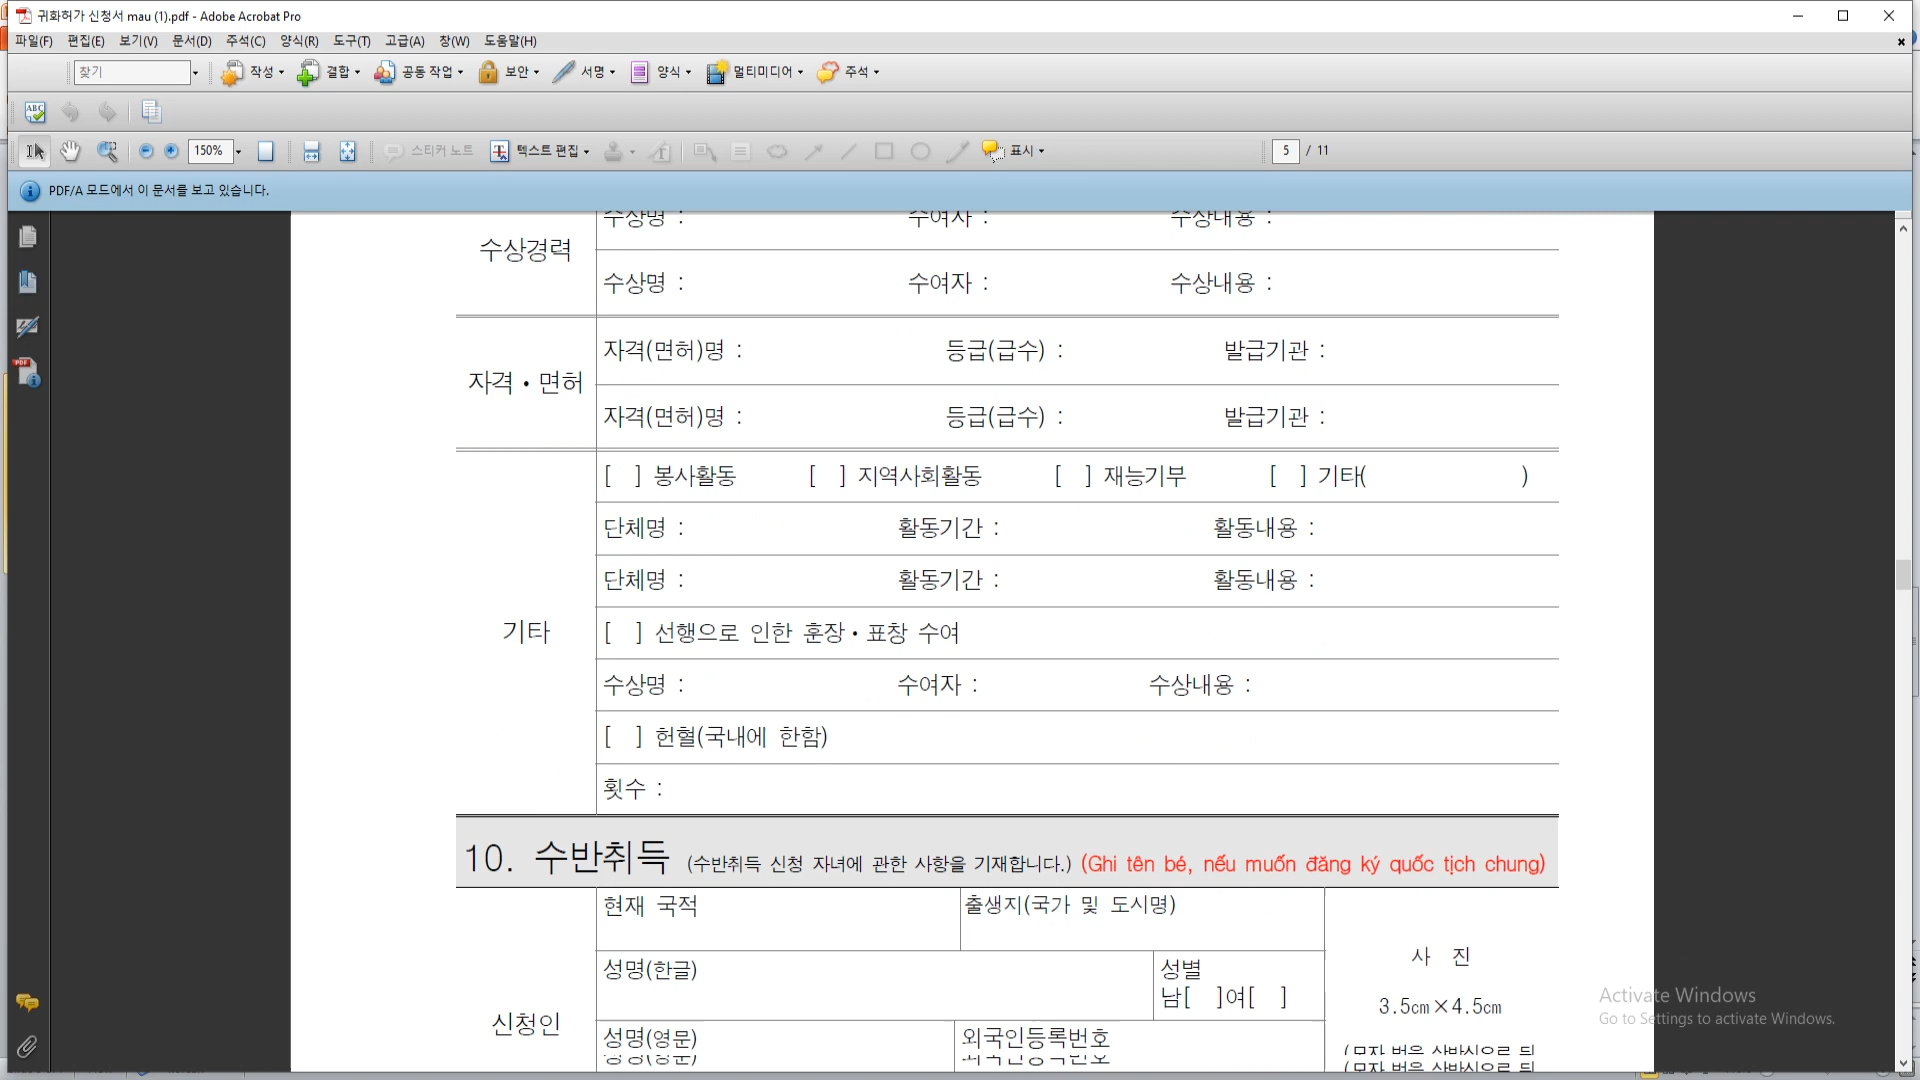 귀화허가 신청서 mau (1).pdf - Adobe Acrobat Pro
파일(F) 편집(E) 보기(V) 문서(D) 주석(C) 양식(R) 도구(T) 고급(A) 창(W) 도움말(H)
찾기 작성 결합 공동 작업 보안 서명 양식 멀티미디어 주석
150% 스티커 노트 텍스트 편집 표시 5 / 11
PDF/A 모드에서 이 문서를 보고 있습니다.
수상명 : 수여자 : 수상내용 :
수상경력
수상명 : 수여자 : 수상내용 :
자격(면허)명 : 등급(급수) : 발급기관 :
자격·면허
자격(면허)명 : 등급(급수) : 발급기관 :
[ ] 봉사활동 [ ] 지역사회활동 [ ] 재능기부 [ ] 기타( )
단체명 : 활동기간 : 활동내용 :
단체명 : 활동기간 : 활동내용 :
기타
[ ] 선행으로 인한 훈장·표창 수여
수상명 : 수여자 : 수상내용 :
[ ] 헌혈(국내에 한함)
횟수 :
10. 수반취득 (수반취득 신청 자녀에 관한 사항을 기재합니다.) (Ghi tên bé, nếu muốn đăng ký quốc tịch chung)
현재 국적 출생지(국가 및 도시명)
사 진
성명(한글) 성별
남[ ]여[ ]
3.5cm×4.5cm
신청인
성명(영문) 외국인등록번호
Activate Windows
Go to Settings to activate Windows.